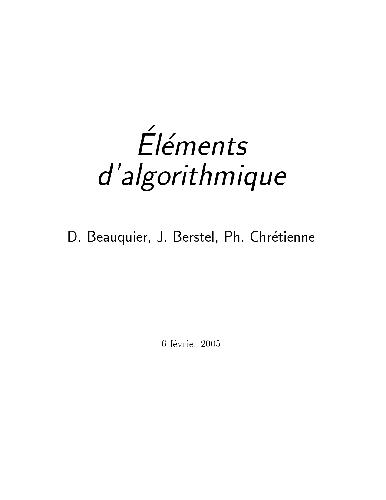 Éléments
d'algorithmique
D. Beauquier, J. Berstel, Ph. Chrétienne
6 février 2005